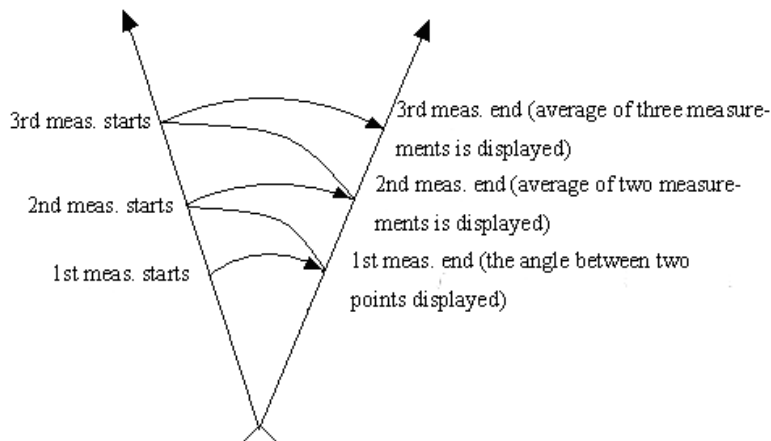 3rd meas. starts
3rd meas. end (average of three measure-
ments is displayed)
2nd meas. starts
2nd meas. end (average of two measure-
ments is displayed)
1st meas. starts
1st meas. end (the angle between two
points displayed)